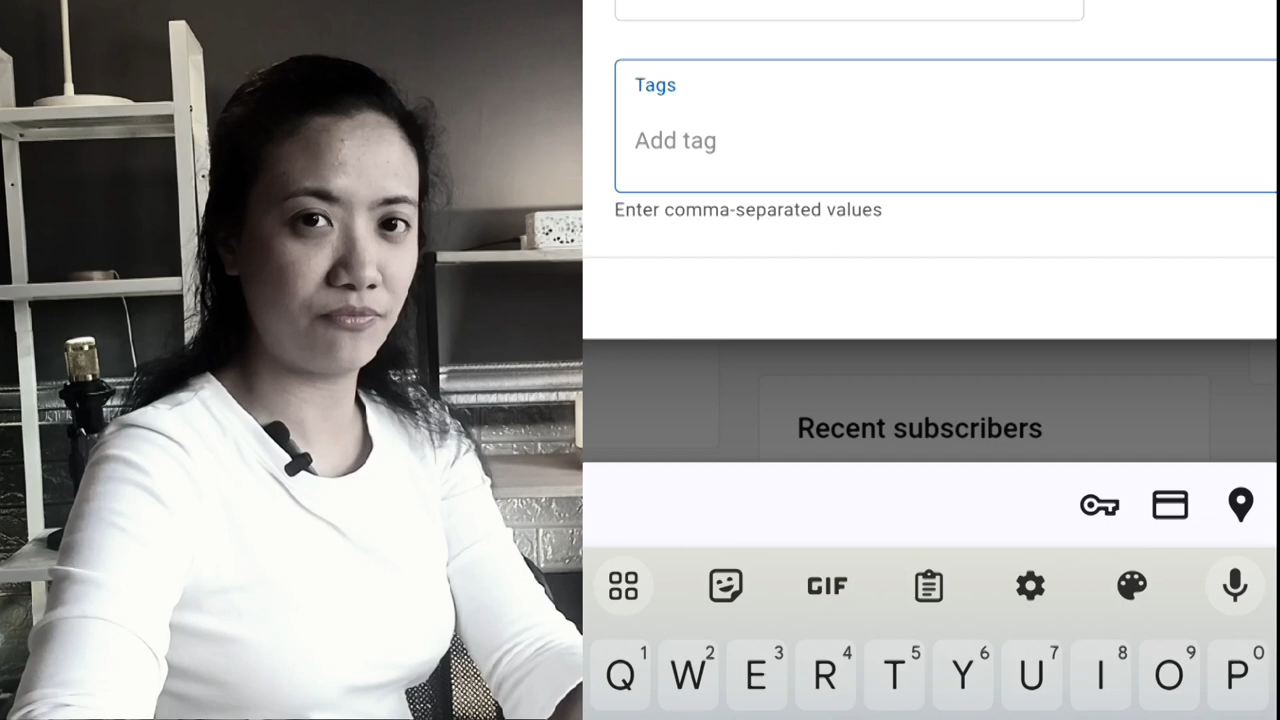 Tags
Add tag
Enter comma-separated values
Recent subscribers
GIF
Q1 W2 E3 R4 T5 Y6 U7 I8 O9 P0